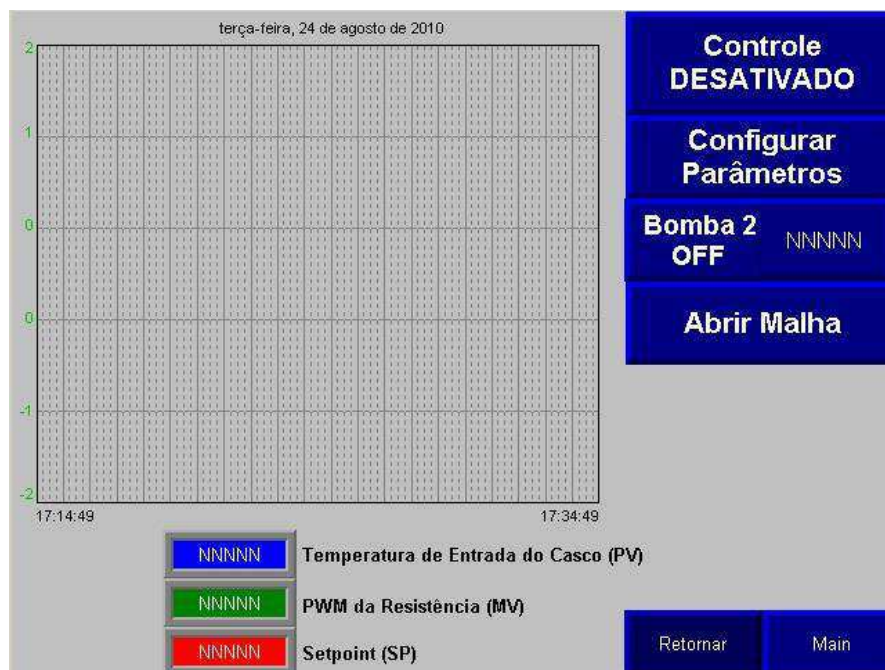 terça-feira, 24 de agosto de 2010
2
1
0
0
-1
-2
17:14:49
17:34:49
Controle
DESATIVADO
Configurar
Parâmetros
Bomba 2
OFF
NNNNN
Abrir Malha
NNNNN Temperatura de Entrada do Casco (PV)
NNNNN PWM da Resistência (MV)
NNNNN Setpoint (SP)
Retornar
Main